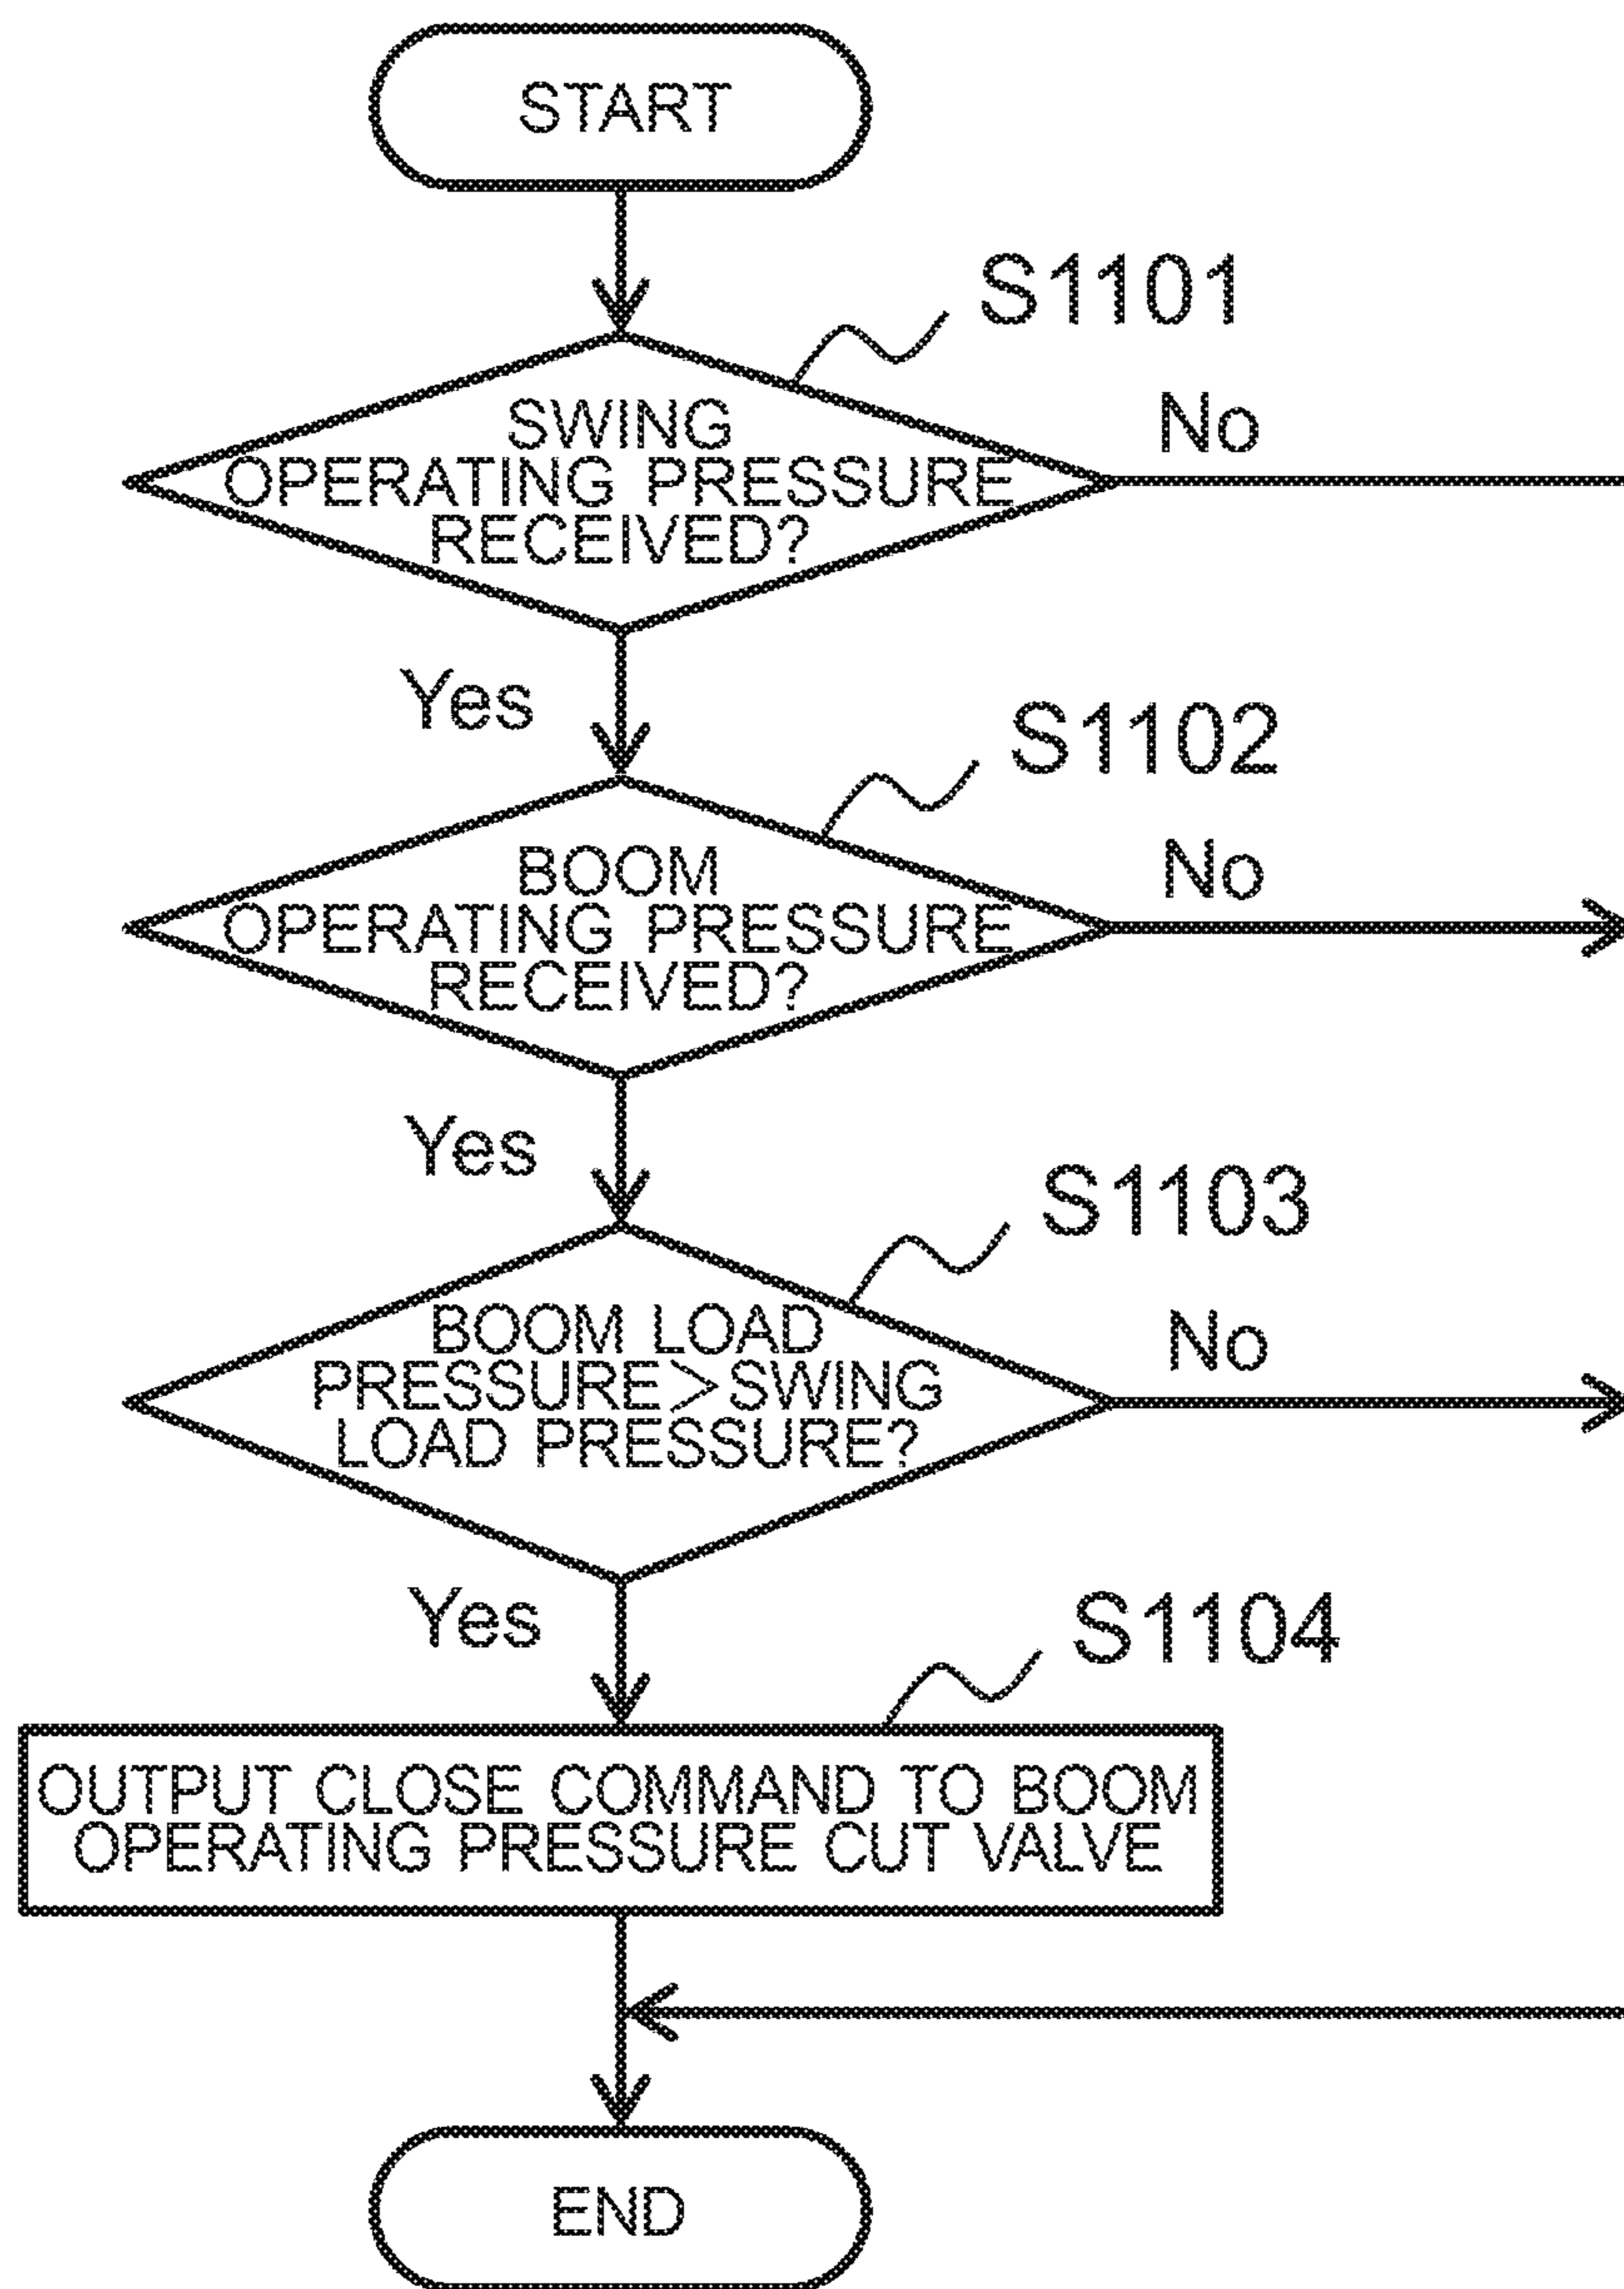 START
S1101
SWING
OPERATING PRESSURE
RECEIVED?
No
Yes
S1102
BOOM
OPERATING PRESSURE
RECEIVED?
No
Yes
S1103
BOOM LOAD
PRESSURE>SWING
LOAD PRESSURE?
No
Yes
S1104
OUTPUT CLOSE COMMAND TO BOOM
OPERATING PRESSURE CUT VALVE
END